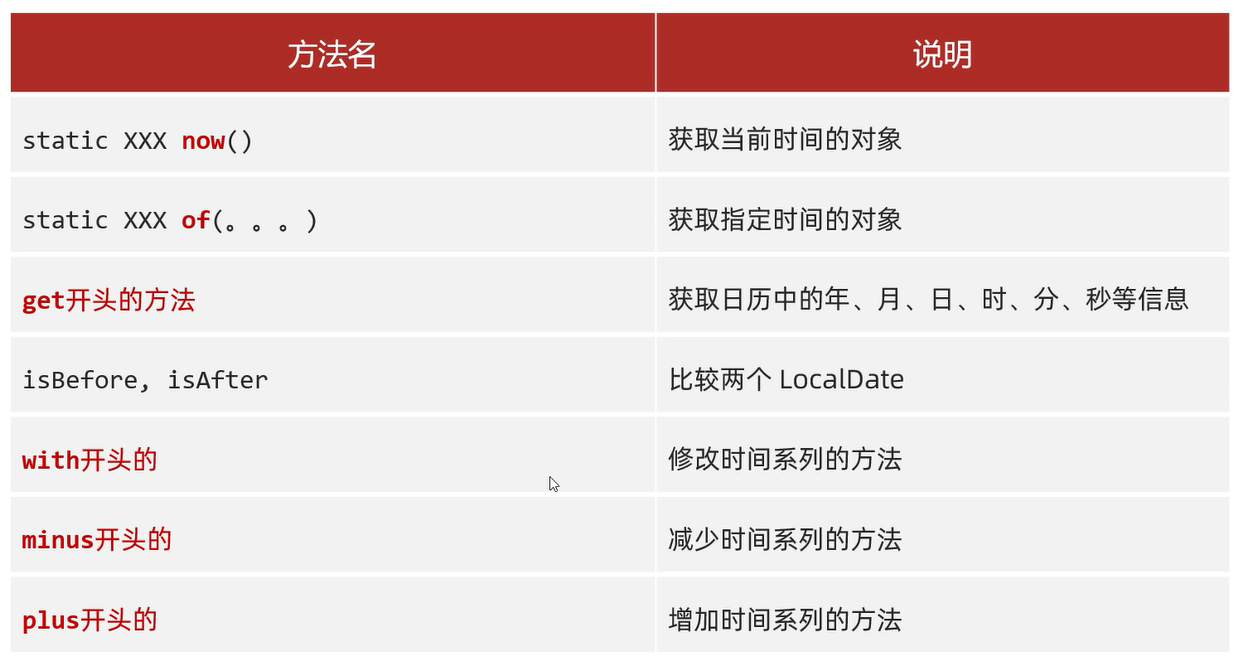 方法名 说明
static XXX now() 获取当前时间的对象
static XXX of(。。。) 获取指定时间的对象
get开头的方法 获取日历中的年、月、日、时、分、秒等信息
isBefore, isAfter 比较两个 LocalDate
with开头的 修改时间系列的方法
minus开头的 减少时间系列的方法
plus开头的 增加时间系列的方法